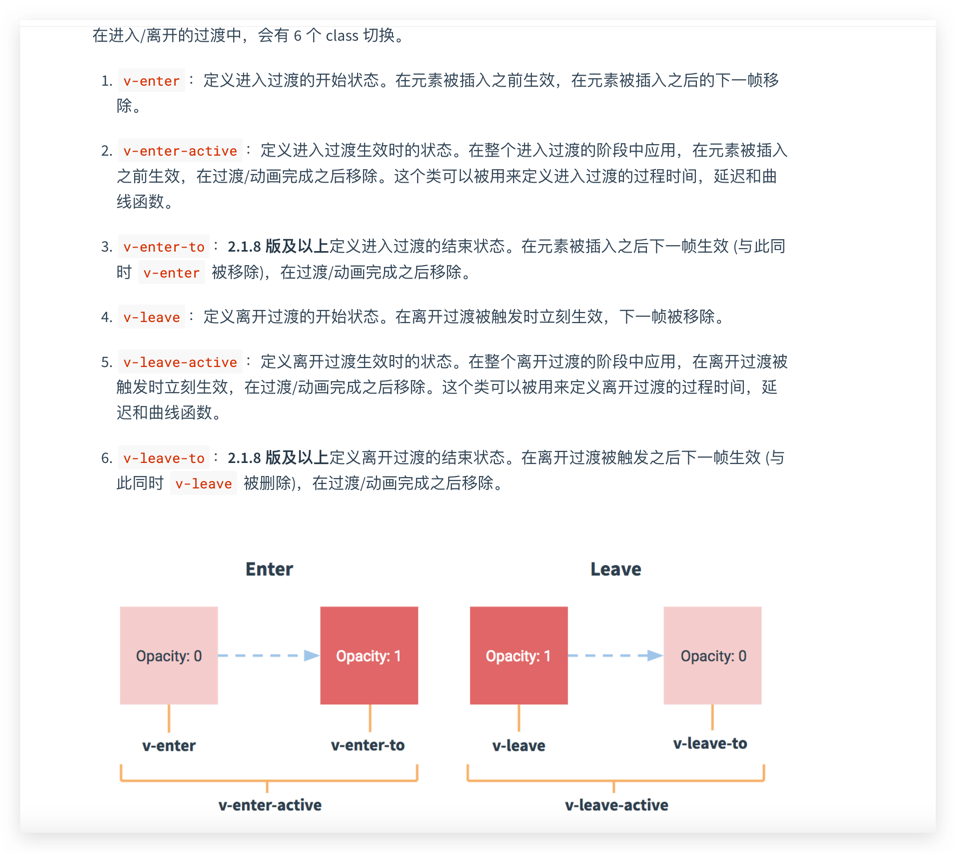 在进入/离开的过渡中，会有 6 个 class 切换。
1. v-enter ：定义进入过渡的开始状态。在元素被插入之前生效，在元素被插入之后的下一帧移
除。
2. v-enter-active ：定义进入过渡生效时的状态。在整个进入过渡的阶段中应用，在元素被插入
之前生效，在过渡/动画完成之后移除。这个类可以被用来定义进入过渡的过程时间，延迟和曲
线函数。
3. v-enter-to ：2.1.8 版及以上定义进入过渡的结束状态。在元素被插入之后下一帧生效 (与此同
时 v-enter 被移除)，在过渡/动画完成之后移除。
4. v-leave ：定义离开过渡的开始状态。在离开过渡被触发时立刻生效，下一帧被移除。
5. v-leave-active ：定义离开过渡生效时的状态。在整个离开过渡的阶段中应用，在离开过渡被
触发时立刻生效，在过渡/动画完成之后移除。这个类可以被用来定义离开过渡的过程时间，延
迟和曲线函数。
6. v-leave-to ：2.1.8 版及以上定义离开过渡的结束状态。在离开过渡被触发之后下一帧生效 (与
此同时 v-leave 被删除)，在过渡/动画完成之后移除。
Enter
Leave
Opacity: 0
Opacity: 1
Opacity: 1
Opacity: 0
v-enter
v-enter-to
v-leave
v-leave-to
v-enter-active
v-leave-active